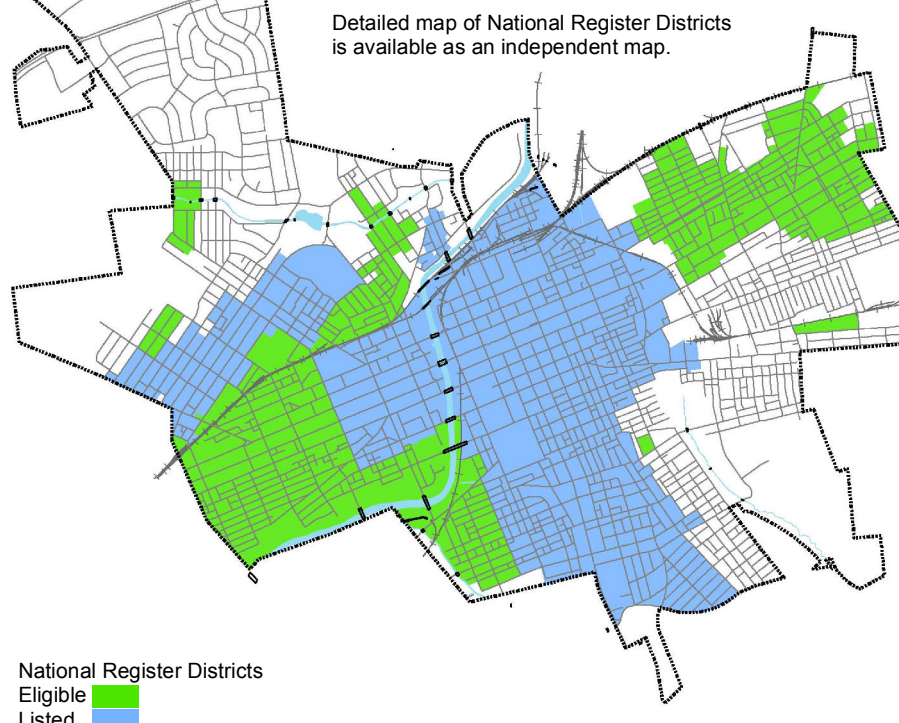 Detailed map of National Register Districts
is available as an independent map.
National Register Districts
Eligible
Listed